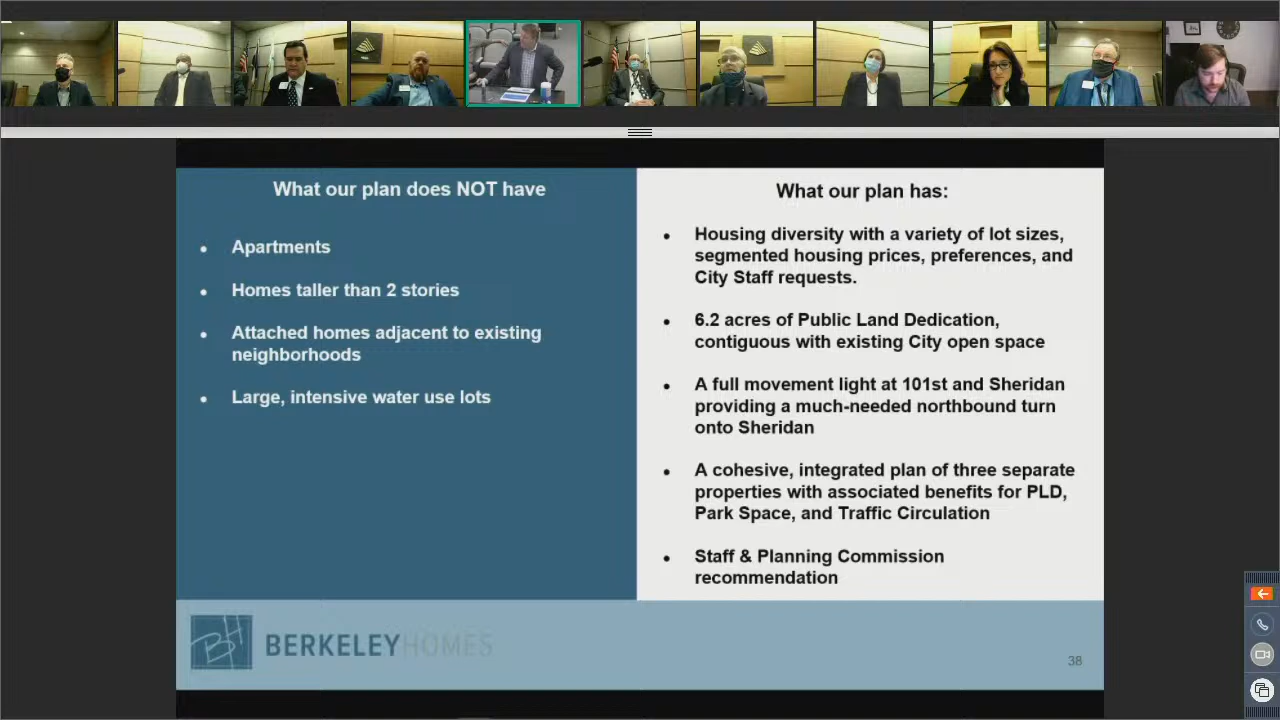 What our plan does NOT have
Apartments
Homes taller than 2 stories
Attached homes adjacent to existing
neighborhoods
Large, intensive water use lots
What our plan has:
Housing diversity with a variety of lot sizes,
segmented housing prices, preferences, and
City Staff requests.
6.2 acres of Public Land Dedication,
contiguous with existing City open space
A full movement light at 101st and Sheridan
providing a much-needed northbound turn
onto Sheridan
A cohesive, integrated plan of three separate
properties with associated benefits for PLD,
Park Space, and Traffic Circulation
Staff & Planning Commission
recommendation
BH BERKELEYHOMES
38